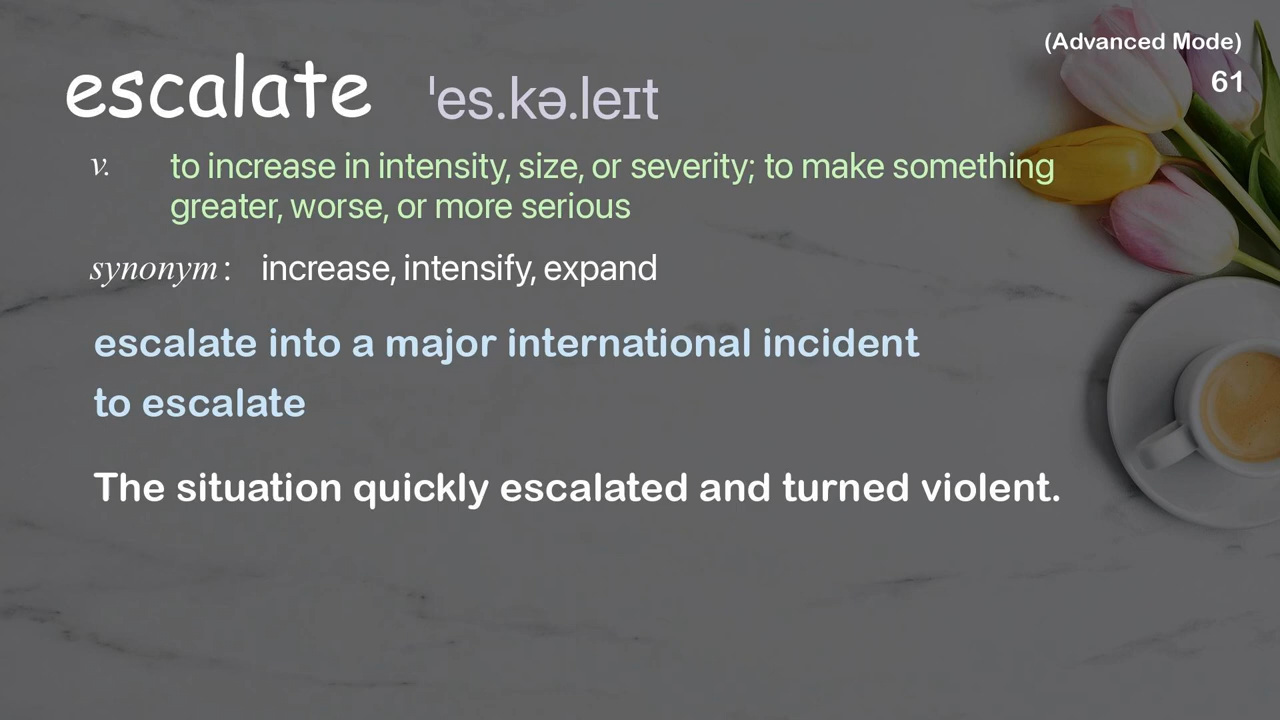 (Advanced Mode)
61
escalate ˈes.kə.leɪt
v. to increase in intensity, size, or severity; to make something
greater, worse, or more serious
synonym : increase, intensify, expand
escalate into a major international incident
to escalate
The situation quickly escalated and turned violent.